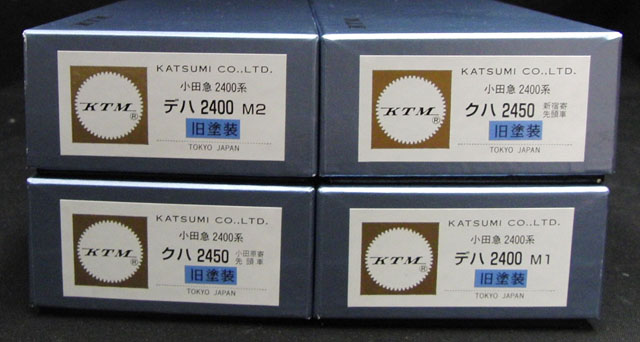 KATSUMI CO.,LTD.
小田急 2400系
KTM®
デハ 2400 M2
旧塗装
TOKYO JAPAN
KATSUMI CO.,LTD.
小田急 2400系
KTM®
クハ 2450 新宿寄
先頭車
旧塗装
TOKYO JAPAN
KATSUMI CO.,LTD.
小田急 2400系
KTM®
クハ 2450 小田原寄
先頭車
旧塗装
TOKYO JAPAN
KATSUMI CO.,LTD.
小田急 2400系
KTM®
デハ 2400 M1
旧塗装
TOKYO JAPAN